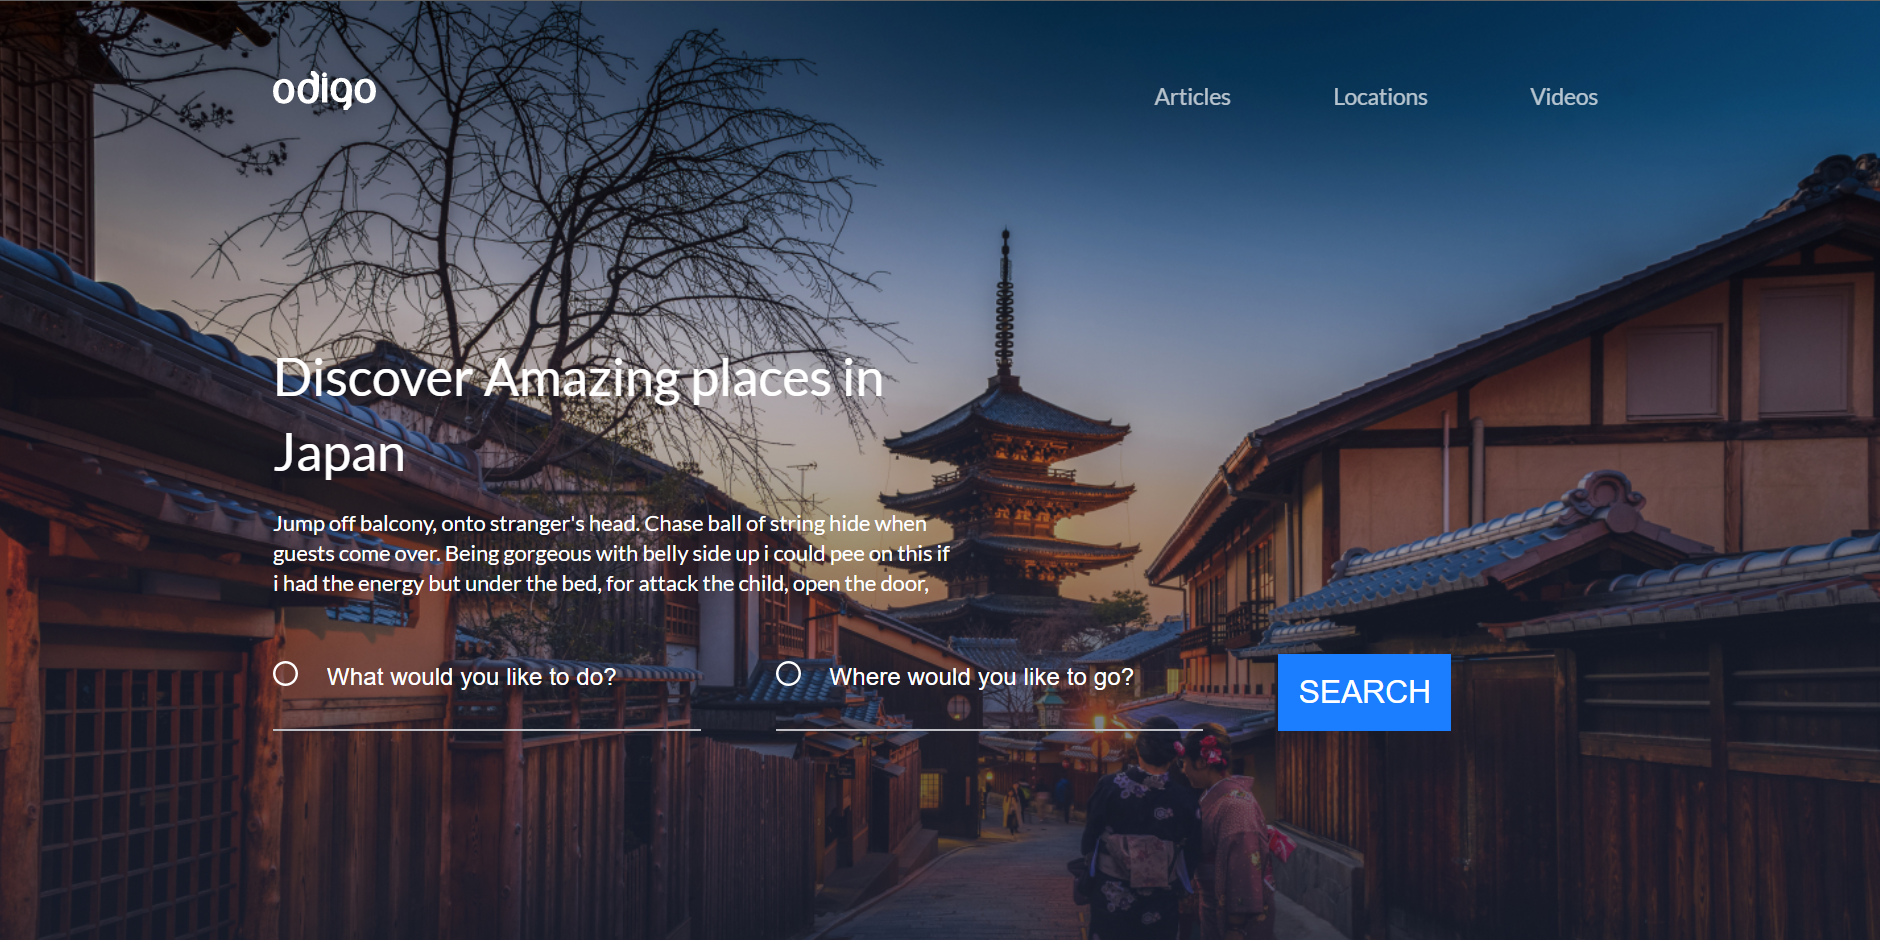 odigo
Articles
Locations
Videos
Discover Amazing places in
Japan
Jump off balcony, onto stranger's head. Chase ball of string hide when
guests come over. Being gorgeous with belly side up i could pee on this if
i had the energy but under the bed, for attack the child, open the door,
What would you like to do?
Where would you like to go?
SEARCH